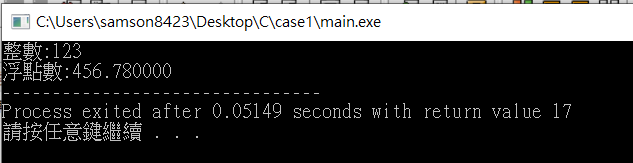 C:\Users\samson8423\Desktop\C\case1\main.exe
整數:123
浮點數:456.780000
--------------------------------
Process exited after 0.05149 seconds with return value 17
請按任意鍵繼續 . . .